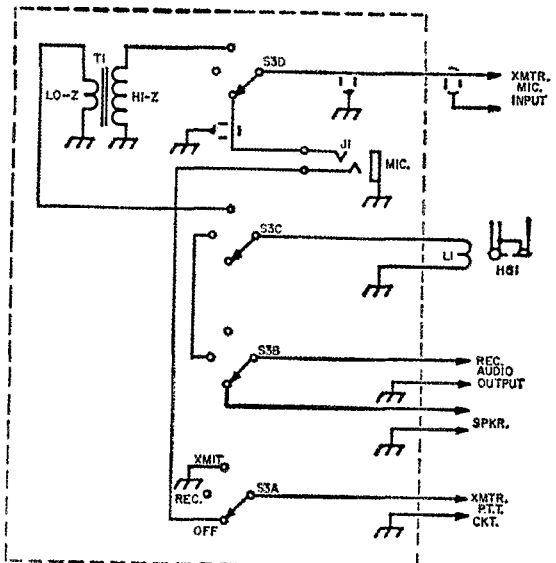 S3D
T1
LO-Z
HI-Z
XMTR.
MIC.
INPUT
J1
MIC.
S3C
L1
HS1
S3B
REC.
AUDIO
OUTPUT
SPKR.
XMIT.
REC.
S3A
OFF
XMTR.
P.T.T.
CKT.